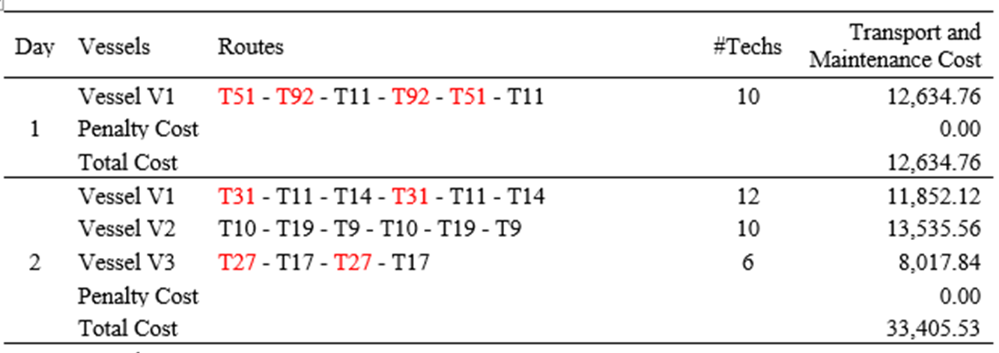 Day Vessels Routes #Techs Transport and Maintenance Cost
Vessel V1 T51 - T92 - T11 - T92 - T51 - T11 10 12,634.76
1 Penalty Cost 0.00
Total Cost 12,634.76
Vessel V1 T31 - T11 - T14 - T31 - T11 - T14 12 11,852.12
Vessel V2 T10 - T19 - T9 - T10 - T19 - T9 10 13,535.56
2 Vessel V3 T27 - T17 - T27 - T17 6 8,017.84
Penalty Cost 0.00
Total Cost 33,405.53